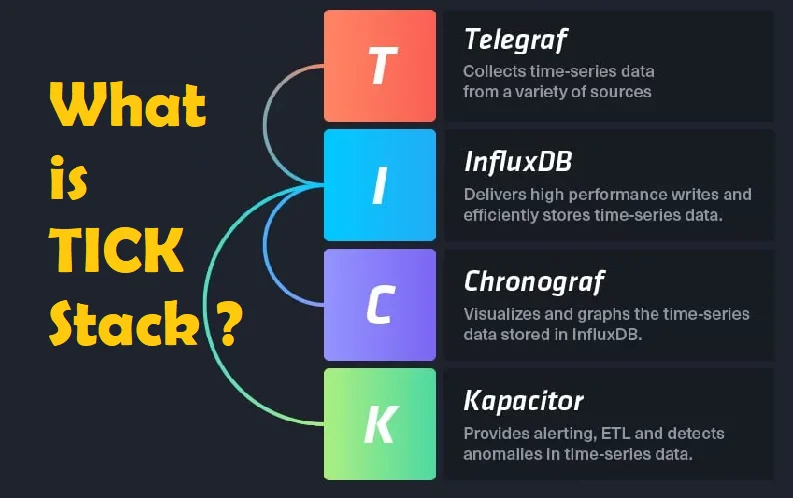 What
is
TICK
Stack ?
T
Telegraf
Collects time-series data
from a variety of sources
I
InfluxDB
Delivers high performance writes and
efficiently stores time-series data.
C
Chronograf
Visualizes and graphs the time-series
data stored in InfluxDB.
K
Kapacitor
Provides alerting, ETL and detects
anomalies in time-series data.